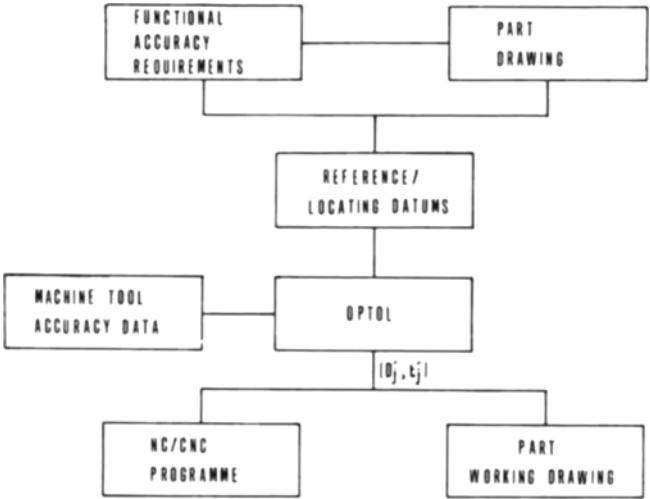 FUNCTIONAL
ACCURACY
REQUIREMENTS
PART
DRAWING
REFERENCE/
LOCATING DATUMS
MACHINE TOOL
ACCURACY DATA
OPTOL
|Dj,tj|
NC/CNC
PROGRAMME
PART
WORKING DRAWING